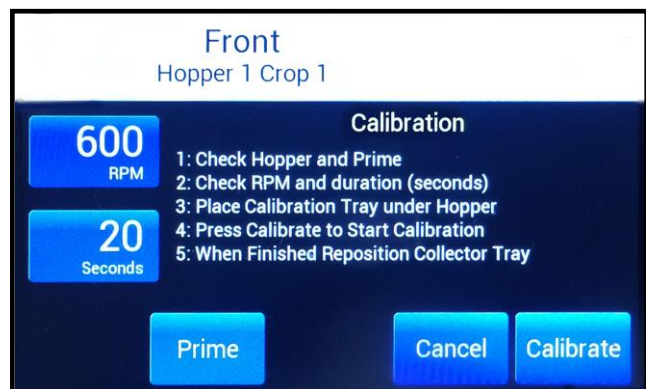 Front
Hopper 1 Crop 1
Calibration
600
RPM
1: Check Hopper and Prime
2: Check RPM and duration (seconds)
3: Place Calibration Tray under Hopper
4: Press Calibrate to Start Calibration
5: When Finished Reposition Collector Tray
20
Seconds
Prime
Cancel
Calibrate